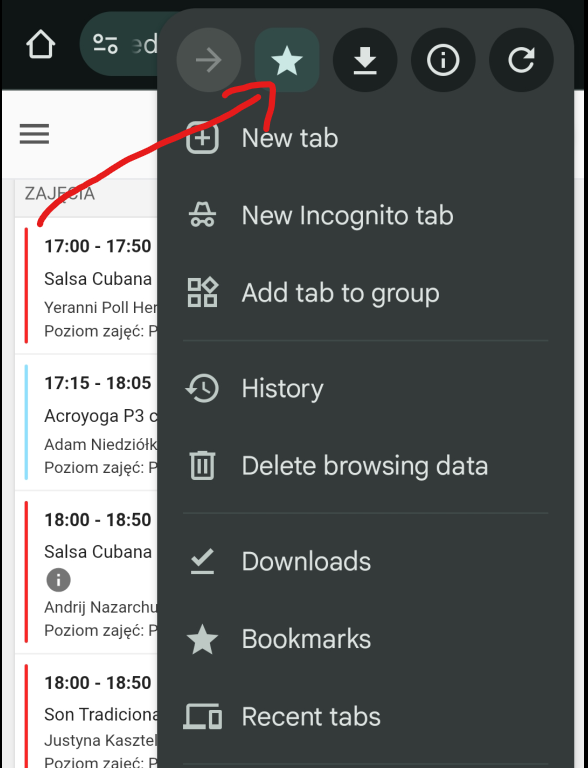 ed
New tab
New Incognito tab
Add tab to group
History
Delete browsing data
Downloads
Bookmarks
Recent tabs
ZAJĘCIA
17:00 - 17:50
Salsa Cubana
Yeranni Poll Her
Poziom zajęć: P
17:15 - 18:05
Acroyoga P3 c
Adam Niedziółk
Poziom zajęć: P
18:00 - 18:50
Salsa Cubana
Andrij Nazarchu
Poziom zajęć: P
18:00 - 18:50
Son Tradiciona
Justyna Kasztel
Poziom zajęć: P